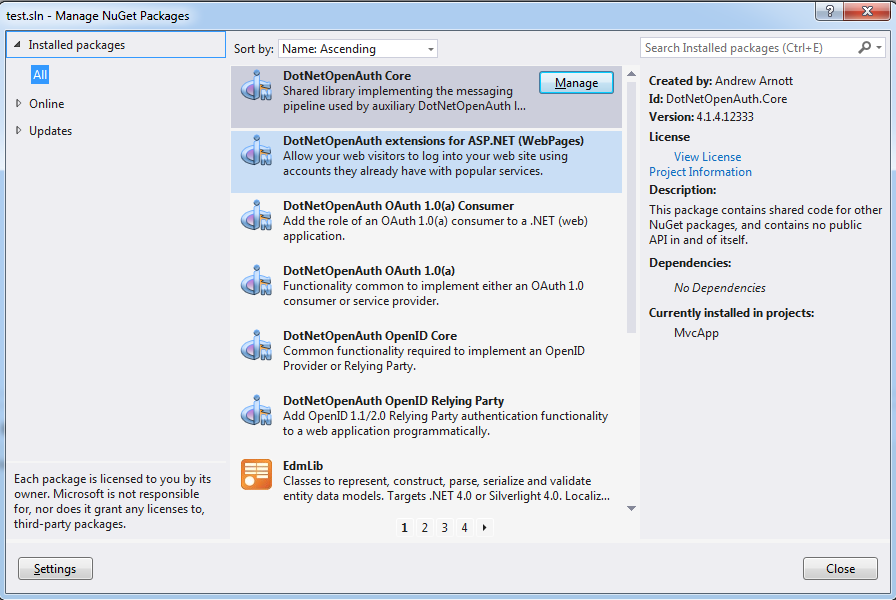 test.sln - Manage NuGet Packages
?
Installed packages
All
Online
Updates
Each package is licensed to you by its
owner. Microsoft is not responsible
for, nor does it grant any licenses to,
third-party packages.
Sort by:
Name: Ascending
DotNetOpenAuth Core
Shared library implementing the messaging
pipeline used by auxiliary DotNetOpenAuth l...
Manage
DotNetOpenAuth extensions for ASP.NET (WebPages)
Allow your web visitors to log into your web site using
accounts they already have with popular services.
DotNetOpenAuth OAuth 1.0(a) Consumer
Add the role of an OAuth 1.0(a) consumer to a .NET (web)
application.
DotNetOpenAuth OAuth 1.0(a)
Functionality common to implement either an OAuth 1.0
consumer or service provider.
DotNetOpenAuth OpenID Core
Common functionality required to implement an OpenID
Provider or Relying Party.
DotNetOpenAuth OpenID Relying Party
Add OpenID 1.1/2.0 Relying Party authentication functionality
to a web application programmatically.
EdmLib
Classes to represent, construct, parse, serialize and validate
entity data models. Targets .NET 4.0 or Silverlight 4.0. Localiz...
1 2 3 4
Search Installed packages (Ctrl+E)
Created by: Andrew Arnott
Id: DotNetOpenAuth.Core
Version: 4.1.4.12333
License
View License
Project Information
Description:
This package contains shared code for other
NuGet packages, and contains no public
API in and of itself.
Dependencies:
No Dependencies
Currently installed in projects:
MvcApp
Settings
Close